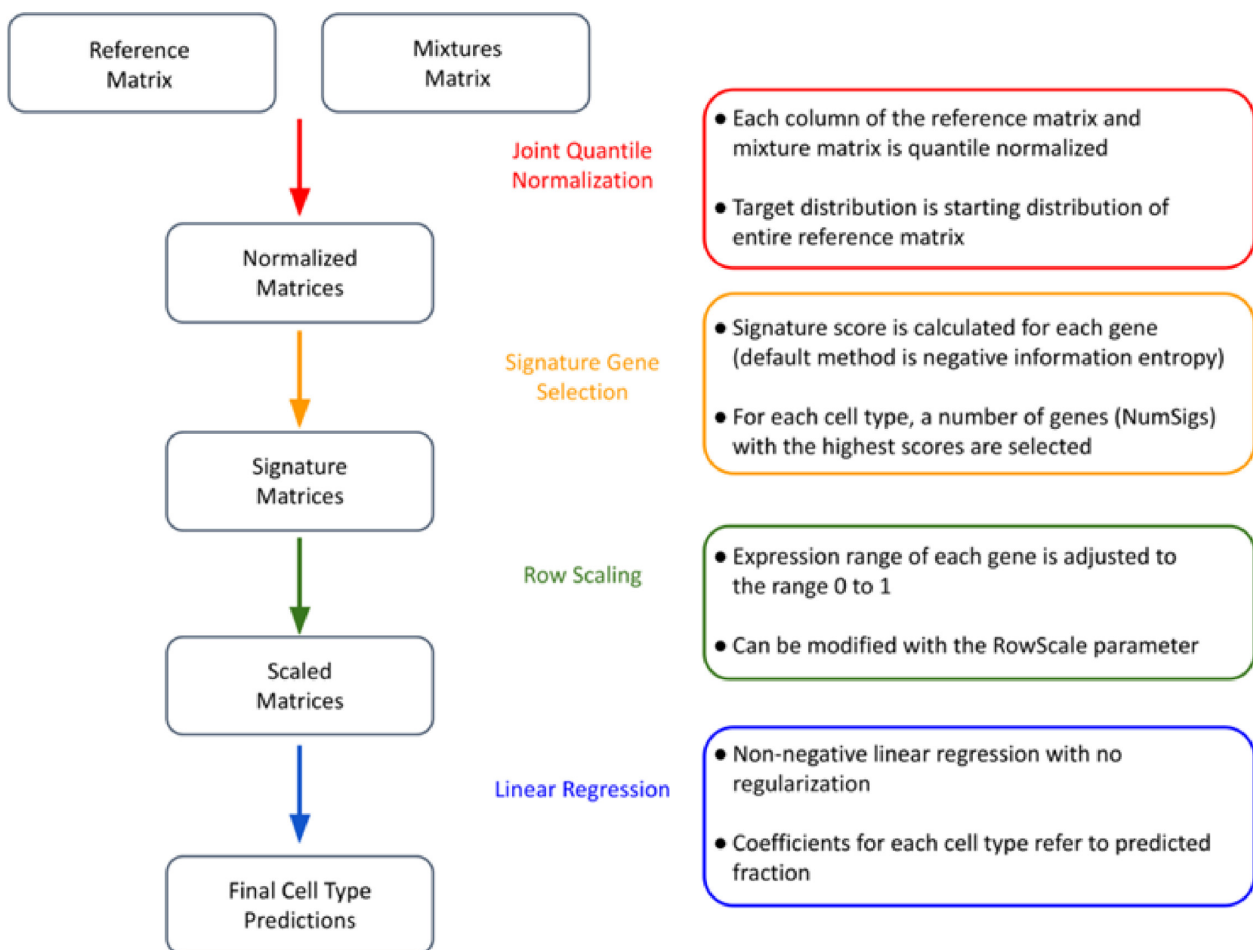 Reference
Matrix
Mixtures
Matrix
Joint Quantile
Normalization
● Each column of the reference matrix and
mixture matrix is quantile normalized
● Target distribution is starting distribution of
entire reference matrix
Normalized
Matrices
Signature Gene
Selection
● Signature score is calculated for each gene
(default method is negative information entropy)
● For each cell type, a number of genes (NumSigs)
with the highest scores are selected
Signature
Matrices
Row Scaling
● Expression range of each gene is adjusted to
the range 0 to 1
● Can be modified with the RowScale parameter
Scaled
Matrices
Linear Regression
● Non-negative linear regression with no
regularization
● Coefficients for each cell type refer to predicted
fraction
Final Cell Type
Predictions